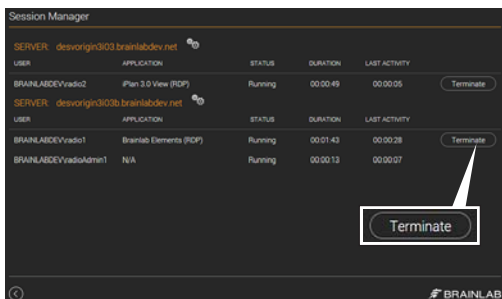 Session Manager
SERVER: desvorigin3i03.brainlabdev.net
USER APPLICATION STATUS DURATION LAST ACTIVITY
BRAINLABDEV\radio2 iPlan 3.0 View (RDP) Running 00:00:49 00:00:05 Terminate
SERVER: desvorigin3i03b.brainlabdev.net
USER APPLICATION STATUS DURATION LAST ACTIVITY
BRAINLABDEV\radio1 Brainlab Elements (RDP) Running 00:01:43 00:00:28 Terminate
BRAINLABDEV\radioAdmin1 N/A Running 00:00:13 00:00:07
Terminate
BRAINLAB